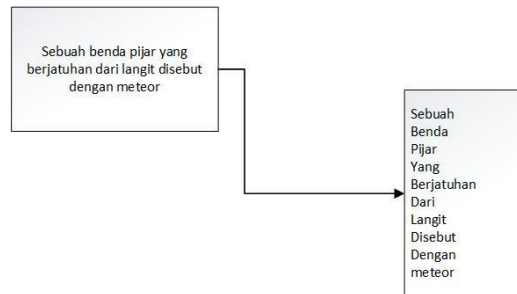 Sebuah benda pijar yang
berjatuhan dari langit disebut
dengan meteor
Sebuah
Benda
Pijar
Yang
Berjatuhan
Dari
Langit
Disebut
Dengan
meteor